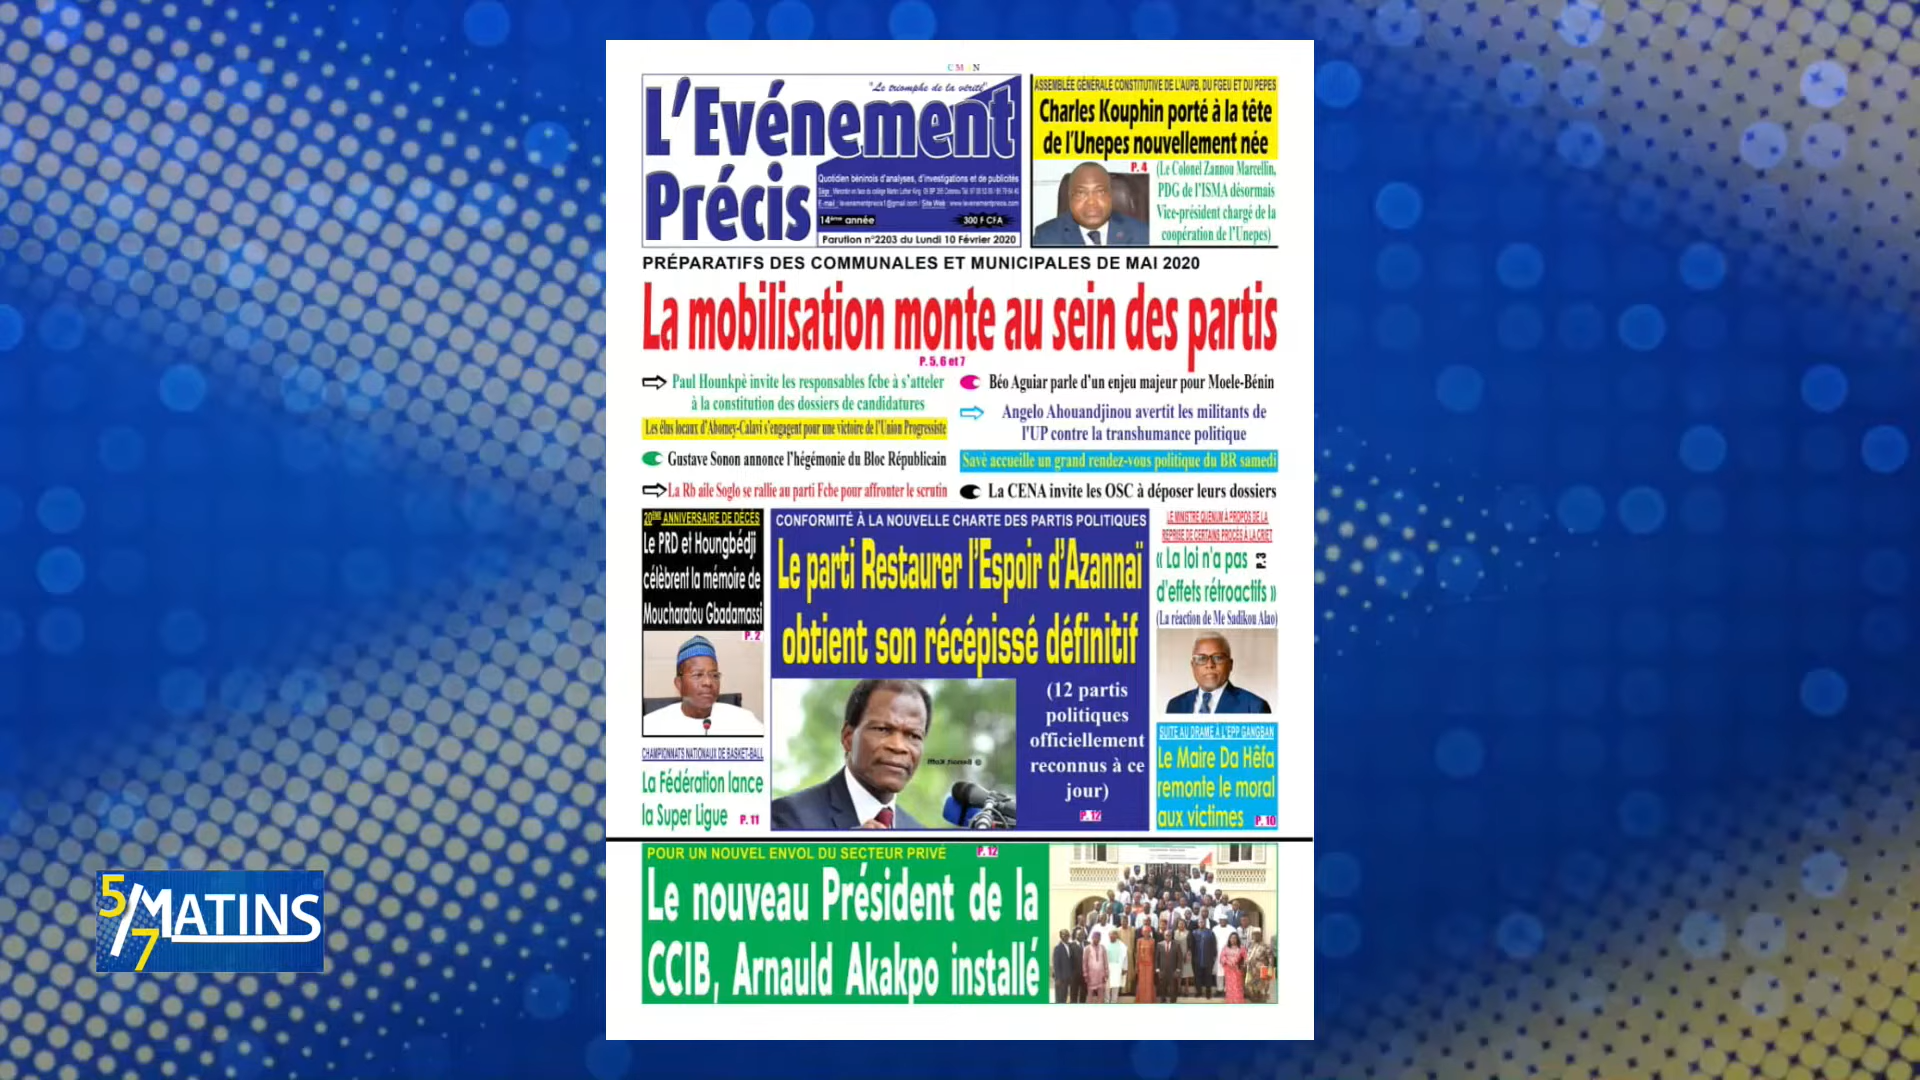 C M J N
"Le triomphe de la vérité"
L'Evénement
Précis
Quotidien béninois d'analyses, d'investigations et de publicités
14ème année
300 F CFA
Parution n°2203 du Lundi 10 Février 2020
ASSEMBLÉE GÉNÉRALE CONSTITUTIVE DE L'AUPB, DU FGEU ET DU PEPES
Charles Kouphin porté à la tête
de l'Unepes nouvellement née
P. 4
(Le Colonel Zannou Marcellin,
PDG de l'ISMA désormais
Vice-président chargé de la
coopération de l'Unepes)
PRÉPARATIFS DES COMMUNALES ET MUNICIPALES DE MAI 2020
La mobilisation monte au sein des partis
P. 5, 6 et 7
Paul Hounkpè invite les responsables fcbe à s'atteler
à la constitution des dossiers de candidatures
Les élus locaux d'Abomey-Calavi s'engagent pour une victoire de l'Union Progressiste
Gustave Sonon annonce l'hégémonie du Bloc Républicain
La Rb aile Soglo se rallie au parti Fcbe pour affronter le scrutin
Béo Aguiar parle d'un enjeu majeur pour Moele-Bénin
Angelo Ahouandjinou avertit les militants de
l'UP contre la transhumance politique
Savè accueille un grand rendez-vous politique du BR samedi
La CENA invite les OSC à déposer leurs dossiers
20ème ANNIVERSAIRE DE DÉCÈS
Le PRD et Houngbédji
célèbrent la mémoire de
Moucharafou Gbadamassi
P. 2
CHAMPIONNATS NATIONAUX DE BASKET-BALL
La Fédération lance
la Super Ligue P. 11
CONFORMITÉ À LA NOUVELLE CHARTE DES PARTIS POLITIQUES
Le parti Restaurer l'Espoir d'Azannaï
obtient son récépissé définitif
(12 partis
politiques
officiellement
reconnus à ce
jour)
P. 12
LE MINISTRE QUENUM À PROPOS DE LA
REPRISE DE CERTAINS PROCÈS À LA CRIET
« La loi n'a pas
d'effets rétroactifs »
P. 3
(La réaction de Me Sadikou Alao)
SUITE AU DRAME À L'EPP GANGBAN
Le Maire Da Hêfa
remonte le moral
aux victimes P. 10
POUR UN NOUVEL ENVOL DU SECTEUR PRIVÉ P. 12
Le nouveau Président de la
CCIB, Arnauld Akakpo installé
5/7 MATINS